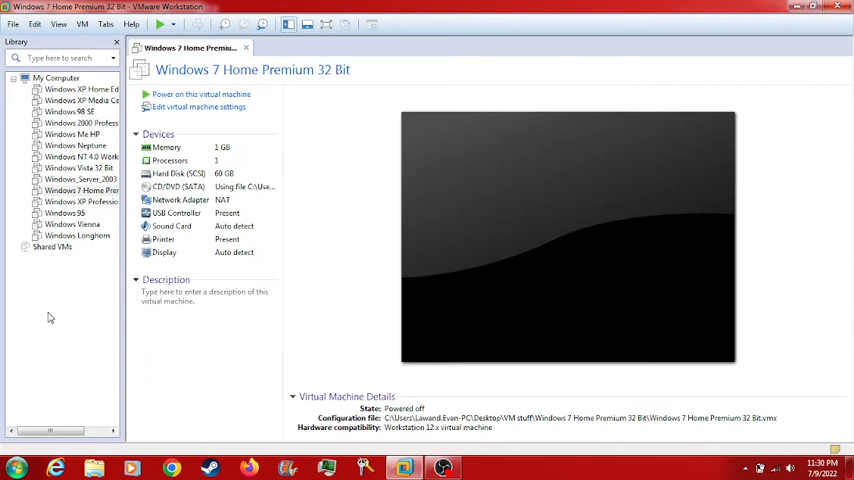 Windows 7 Home Premium 32 Bit - VMware Workstation
File Edit View VM Tabs Help
Library
Type here to search
My Computer
Windows XP Home Ed
Windows XP Media Ce
Windows 98 SE
Windows 2000 Profess
Windows Me HP
Windows Neptune
Windows NT 4.0 Work
Windows Vista 32 Bit
Windows_Server_2003
Windows 7 Home Prer
Windows XP Professio
Windows 95
Windows Vienna
Windows Longhorn
Shared VMs
Windows 7 Home Premiu...
Windows 7 Home Premium 32 Bit
Power on this virtual machine
Edit virtual machine settings
Devices
Memory 1 GB
Processors 1
Hard Disk (SCSI) 60 GB
CD/DVD (SATA) Using file C:\Use...
Network Adapter NAT
USB Controller Present
Sound Card Auto detect
Printer Present
Display Auto detect
Description
Type here to enter a description of this
virtual machine.
Virtual Machine Details
State: Powered off
Configuration file: C:\Users\Lawand.Evan-PC\Desktop\VM stuff\Windows 7 Home Premium 32 Bit\Windows 7 Home Premium 32 Bit.vmx
Hardware compatibility: Workstation 12.x virtual machine
11:30 PM
7/9/2022